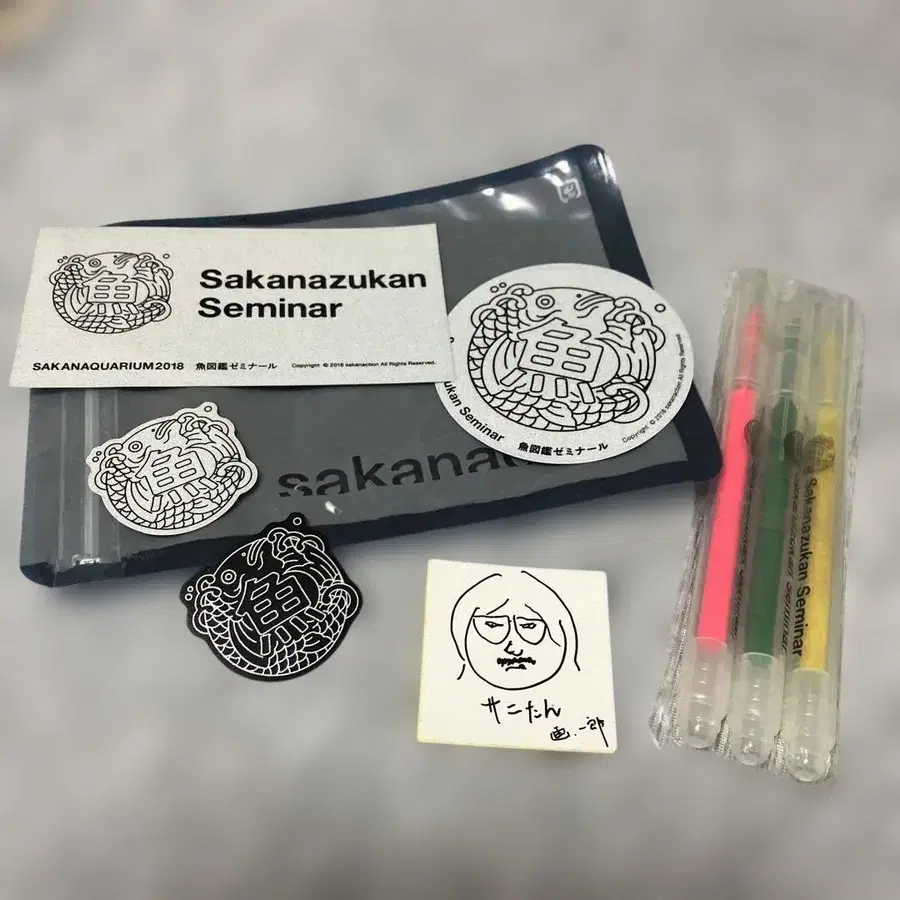 Sakanazukan
Seminar
SAKANAQUARIUM2018 魚図鑑ゼミナール Copyright © 2018 sakanaction All Rights Reserved.
魚
魚
ukan Seminar
魚図鑑ゼミナール
Copyright © 2018 sakanaction All Rights Reserved.
sakana
魚
魚
サニたん
画.一郎
Sakanazukan Seminar